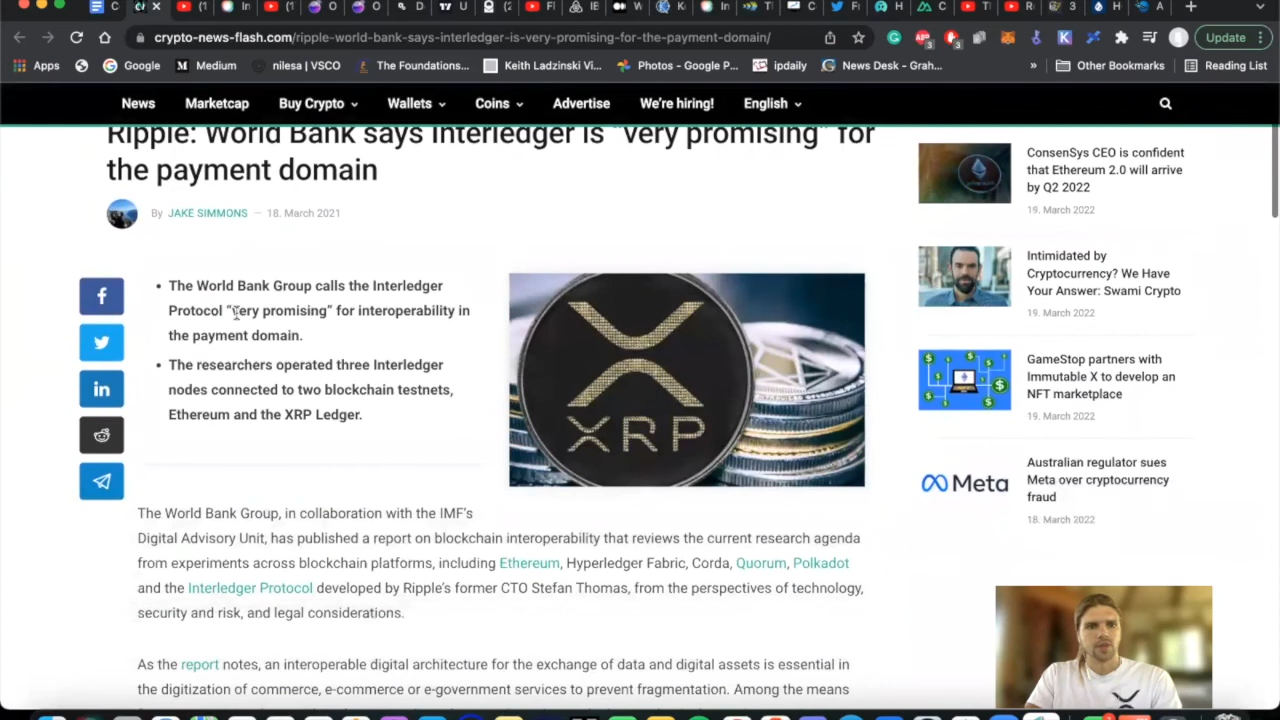 crypto-news-flash.com/ripple-world-bank-says-interledger-is-very-promising-for-the-payment-domain/
Update
Apps
Google
Medium
nilesa | VSCO
The Foundations...
Keith Ladzinski Vi...
Photos - Google P...
ipdaily
News Desk - Grah...
»
Other Bookmarks
Reading List
News
Marketcap
Buy Crypto
Wallets
Coins
Advertise
We're hiring!
English
Ripple: World Bank says Interledger is "very promising" for
the payment domain
By JAKE SIMMONS — 18. March 2021
• The World Bank Group calls the Interledger
Protocol “very promising“ for interoperability in
the payment domain.
• The researchers operated three Interledger
nodes connected to two blockchain testnets,
Ethereum and the XRP Ledger.
XRP
The World Bank Group, in collaboration with the IMF's
Digital Advisory Unit, has published a report on blockchain interoperability that reviews the current research agenda
from experiments across blockchain platforms, including Ethereum, Hyperledger Fabric, Corda, Quorum, Polkadot
and the Interledger Protocol developed by Ripple's former CTO Stefan Thomas, from the perspectives of technology,
security and risk, and legal considerations.
As the report notes, an interoperable digital architecture for the exchange of data and digital assets is essential in
the digitization of commerce, e-commerce or e-government services to prevent fragmentation. Among the means
ConsenSys CEO is confident
that Ethereum 2.0 will arrive
by Q2 2022
19. March 2022
Intimidated by
Cryptocurrency? We Have
Your Answer: Swami Crypto
19. March 2022
GameStop partners with
Immutable X to develop an
NFT marketplace
19. March 2022
Meta
Australian regulator sues
Meta over cryptocurrency
fraud
18. March 2022